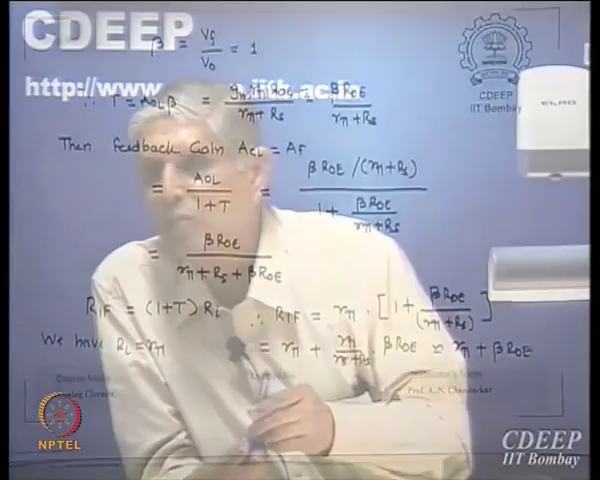 CDEEP
β = Vf/Vo = 1
http://www. .iitb.ac.in
CDEEP
IIT Bombay
∴ T = AOL β = gm rπ ROE / rπ + RS = β ROE / rπ + RS
Then feedback Gain ACL = AF
= AOL / 1 + T = β ROE / (rπ + RS) / 1 + β ROE / rπ + RS
= β ROE / rπ + RS + β ROE
RIF = (1+T) Ri ∴ RIF = rπ · [1 + β ROE / (rπ + RS)]
We have Ri = rπ = rπ + rπ / rπ + RS · β ROE ≃ rπ + β ROE
Prof. A.N. Chandorkar
NPTEL
CDEEP
IIT Bombay